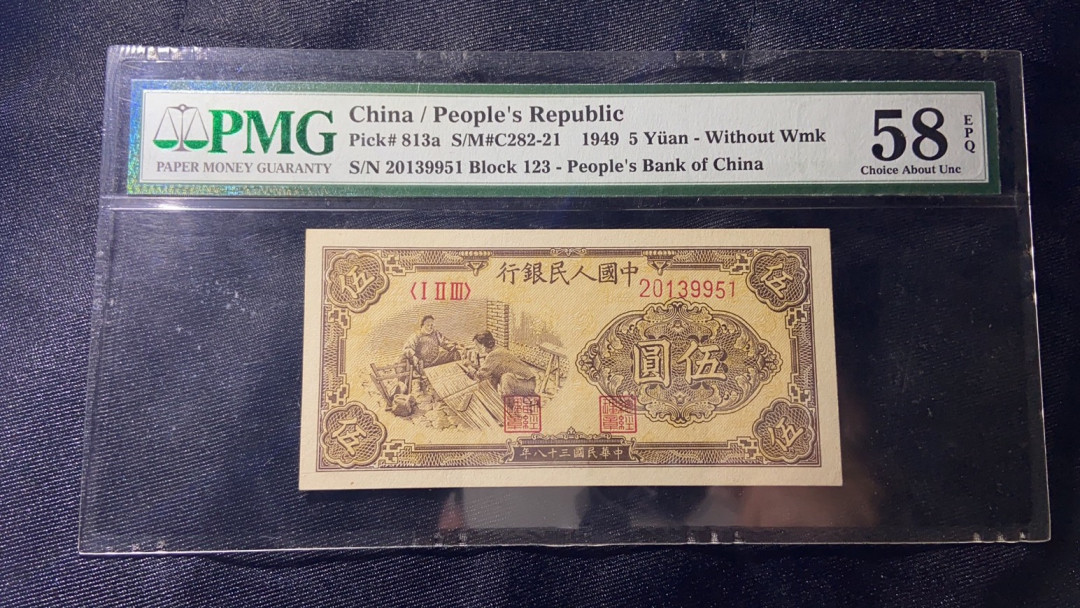 PMG
PAPER MONEY GUARANTY
China / People's Republic
Pick# 813a S/M#C282-21 1949 5 Yüan - Without Wmk
S/N 20139951 Block 123 - People's Bank of China
58
EPQ
Choice About Unc
行銀民人國中
〈I II III〉
20139951
伍
伍
圓伍
伍
伍
年八十三國民華中